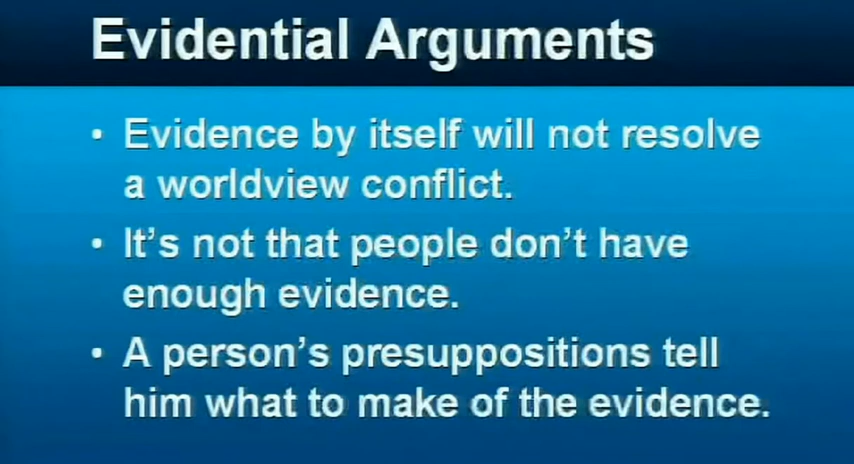 Evidential Arguments
• Evidence by itself will not resolve
a worldview conflict.
• It’s not that people don’t have
enough evidence.
• A person’s presuppositions tell
him what to make of the evidence.